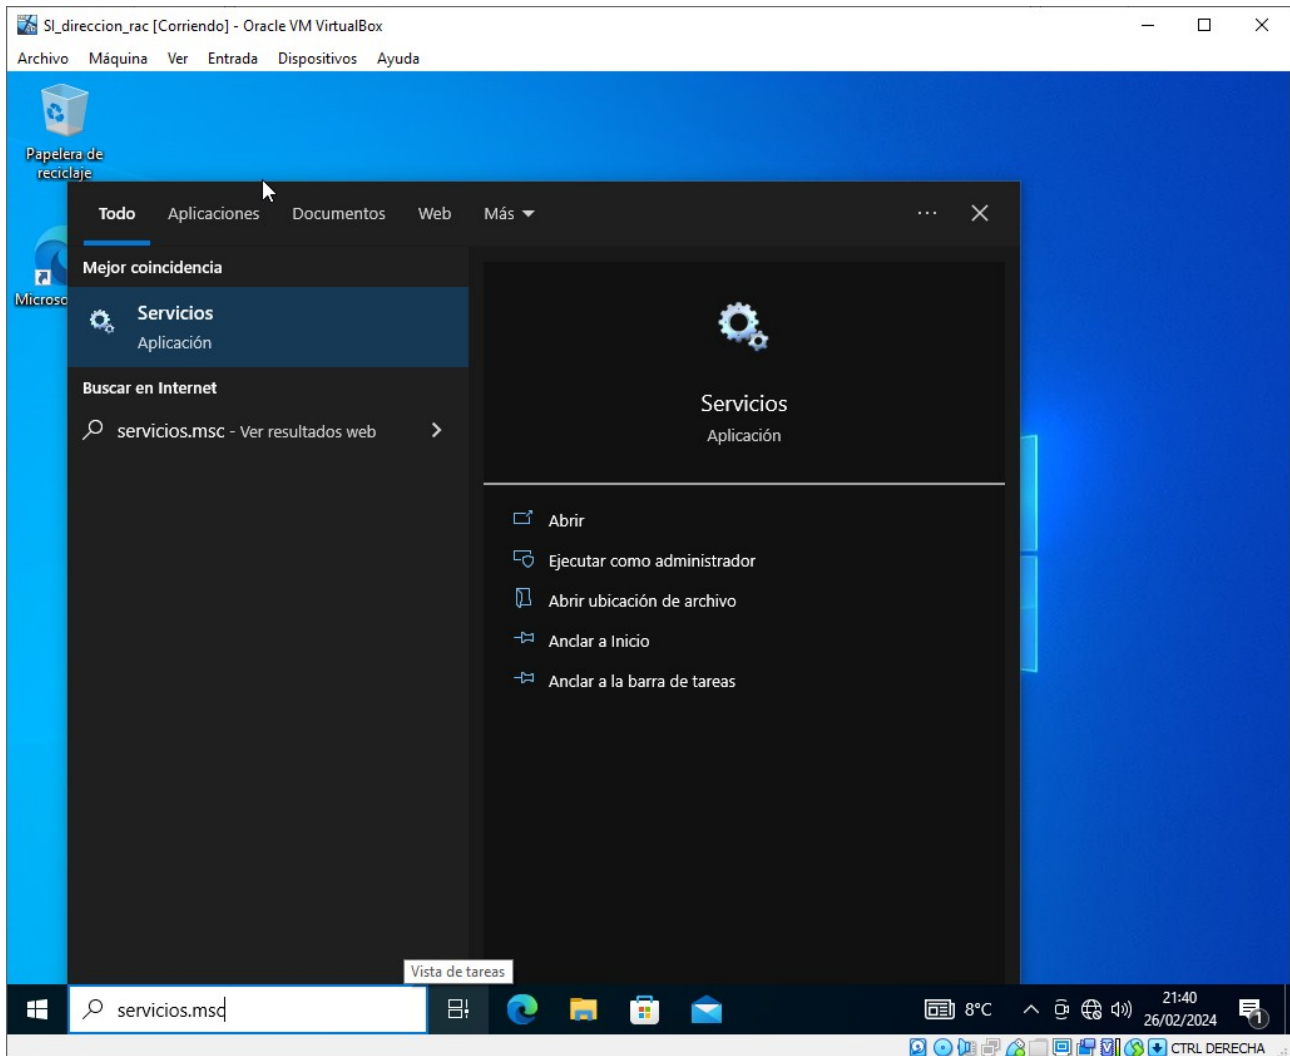 SI_direccion_rac [Corriendo] - Oracle VM VirtualBox
Archivo Máquina Ver Entrada Dispositivos Ayuda
Papelera de
reciclaje
Microso
Todo Aplicaciones Documentos Web Más
Mejor coincidencia
Servicios
Aplicación
Buscar en Internet
servicios.msc - Ver resultados web
Servicios
Aplicación
Abrir
Ejecutar como administrador
Abrir ubicación de archivo
Anclar a Inicio
Anclar a la barra de tareas
Vista de tareas
servicios.msc
8°C
21:40
26/02/2024
1
CTRL DERECHA